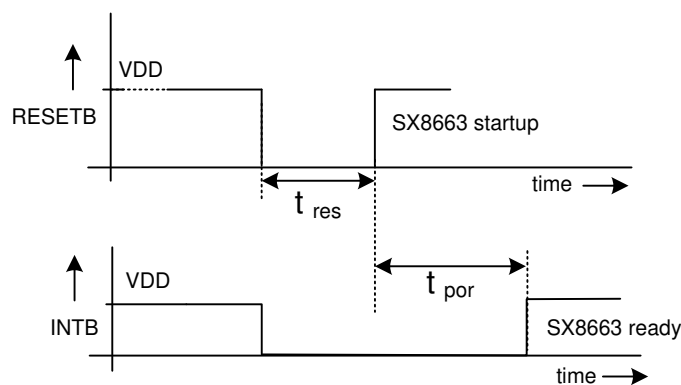 VDD
RESETB
SX8663 startup
time
t res
VDD
t por
INTB
SX8663 ready
time